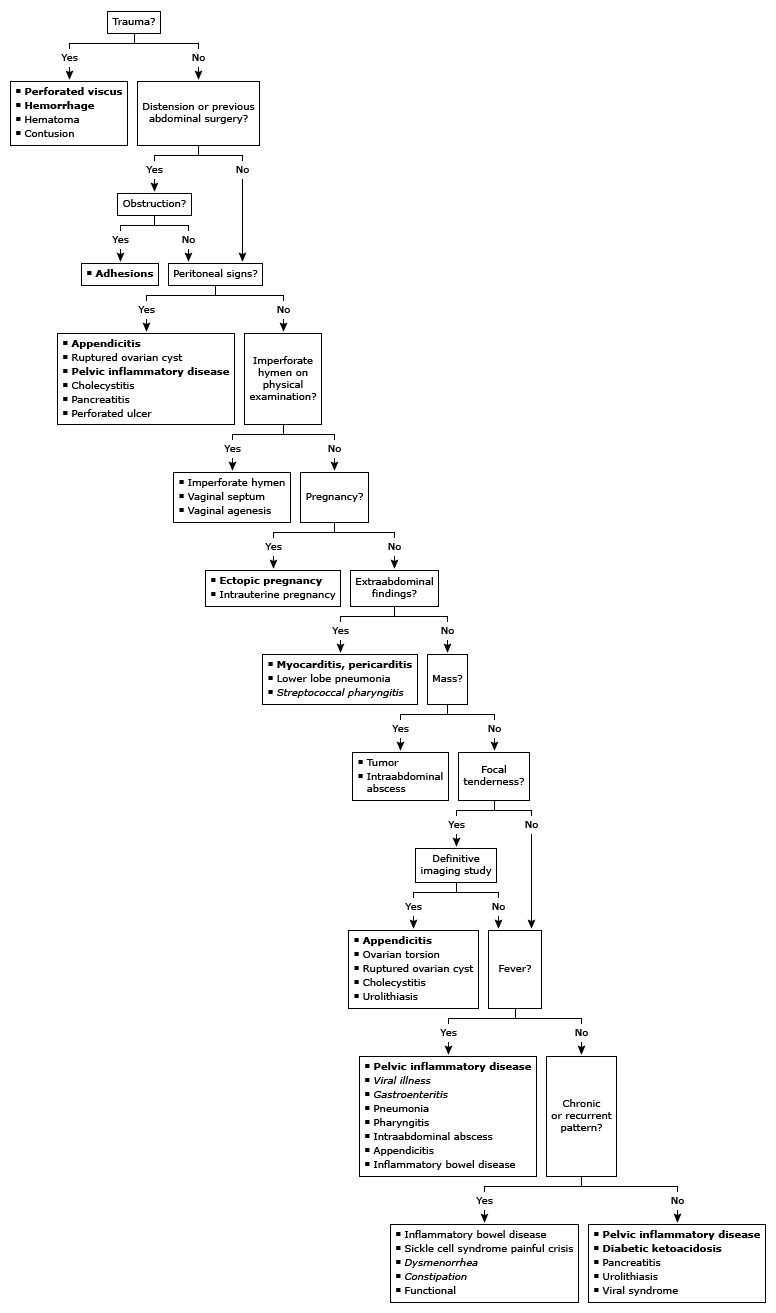 Trauma?
Yes
No
▪ Perforated viscus
▪ Hemorrhage
▪ Hematoma
▪ Contusion
Distension or previous
abdominal surgery?
Yes
No
Obstruction?
Yes
No
▪ Adhesions
Peritoneal signs?
Yes
No
▪ Appendicitis
▪ Ruptured ovarian cyst
▪ Pelvic inflammatory disease
▪ Cholecystitis
▪ Pancreatitis
▪ Perforated ulcer
Imperforate
hymen on
physical
examination?
Yes
No
▪ Imperforate hymen
▪ Vaginal septum
▪ Vaginal agenesis
Pregnancy?
Yes
No
▪ Ectopic pregnancy
▪ Intrauterine pregnancy
Extraabdominal
findings?
Yes
No
▪ Myocarditis, pericarditis
▪ Lower lobe pneumonia
▪ Streptococcal pharyngitis
Mass?
Yes
No
▪ Tumor
▪ Intraabdominal
abscess
Focal
tenderness?
Yes
No
Definitive
imaging study
Yes
No
▪ Appendicitis
▪ Ovarian torsion
▪ Ruptured ovarian cyst
▪ Cholecystitis
▪ Urolithiasis
Fever?
Yes
No
▪ Pelvic inflammatory disease
▪ Viral illness
▪ Gastroenteritis
▪ Pneumonia
▪ Pharyngitis
▪ Intraabdominal abscess
▪ Appendicitis
▪ Inflammatory bowel disease
Chronic
or recurrent
pattern?
Yes
No
▪ Inflammatory bowel disease
▪ Sickle cell syndrome painful crisis
▪ Dysmenorrhea
▪ Constipation
▪ Functional
▪ Pelvic inflammatory disease
▪ Diabetic ketoacidosis
▪ Pancreatitis
▪ Urolithiasis
▪ Viral syndrome